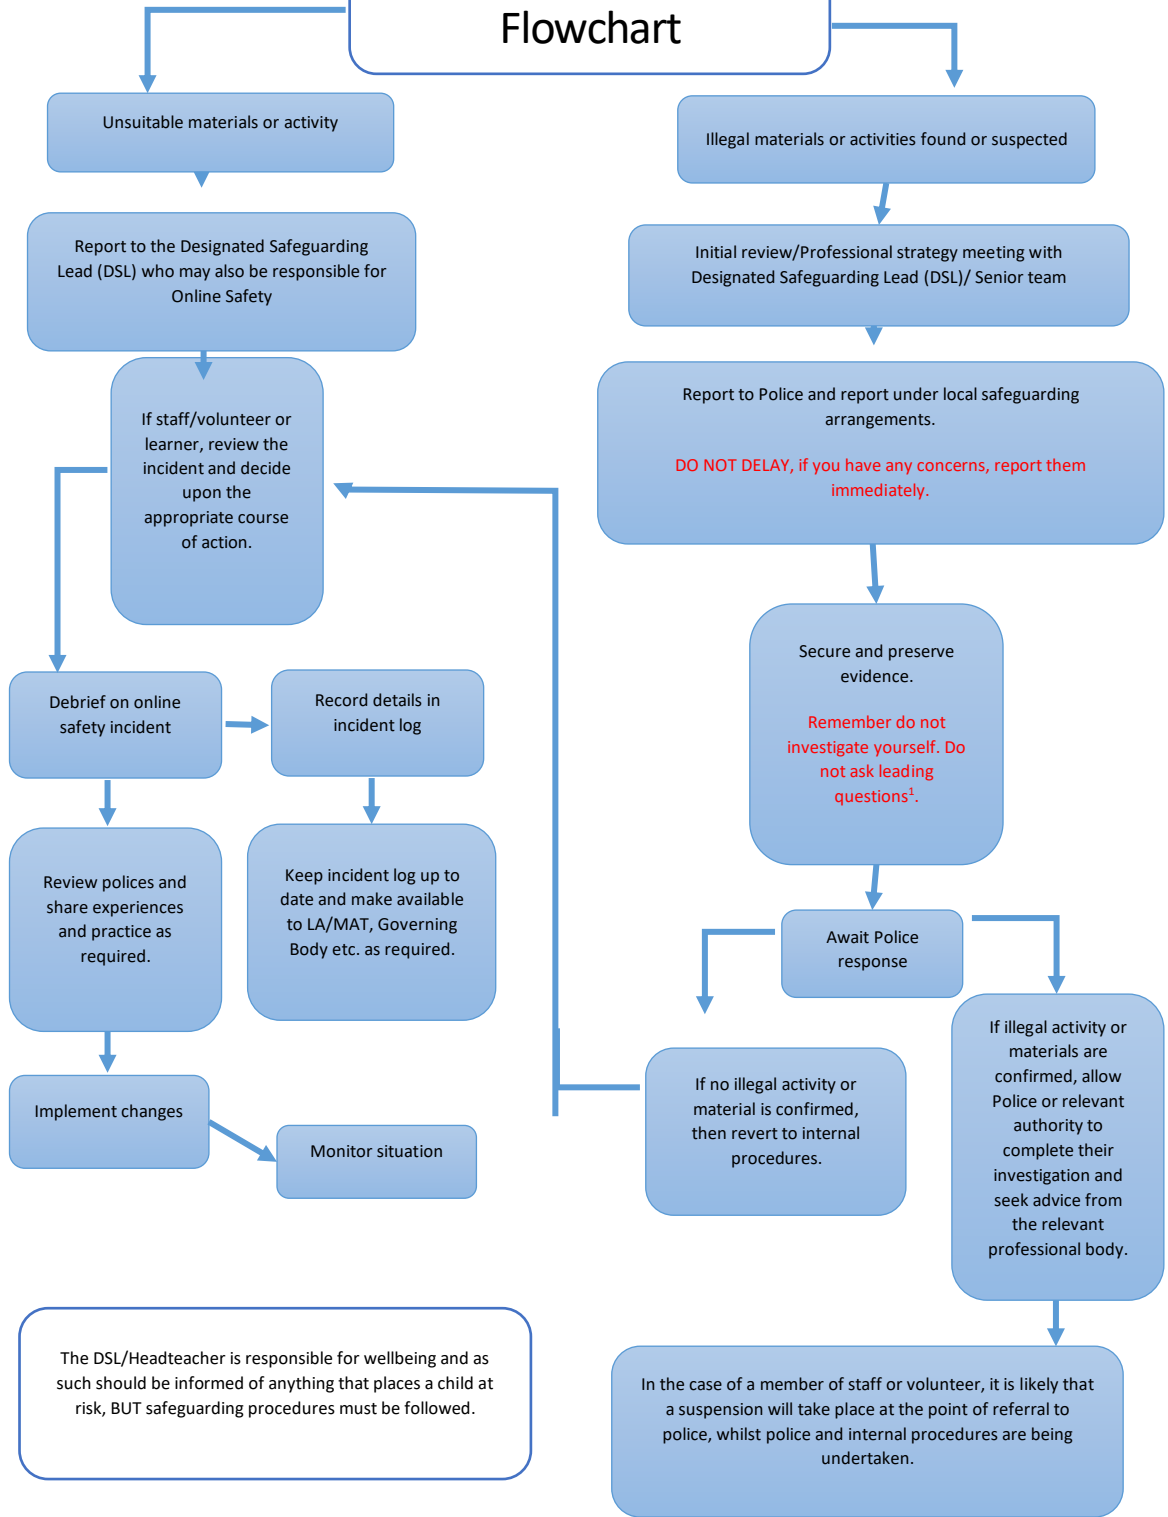 Flowchart
Unsuitable materials or activity
Report to the Designated Safeguarding
Lead (DSL) who may also be responsible for
Online Safety
If staff/volunteer or
learner, review the
incident and decide
upon the
appropriate course
of action.
Debrief on online
safety incident
Record details in
incident log
Review polices and
share experiences
and practice as
required.
Keep incident log up to
date and make available
to LA/MAT, Governing
Body etc. as required.
Implement changes
Monitor situation
The DSL/Headteacher is responsible for wellbeing and as
such should be informed of anything that places a child at
risk, BUT safeguarding procedures must be followed.
Illegal materials or activities found or suspected
Initial review/Professional strategy meeting with
Designated Safeguarding Lead (DSL)/ Senior team
Report to Police and report under local safeguarding
arrangements.
DO NOT DELAY, if you have any concerns, report them
immediately.
Secure and preserve
evidence.
Remember do not
investigate yourself. Do
not ask leading
questions¹.
Await Police
response
If no illegal activity or
material is confirmed,
then revert to internal
procedures.
If illegal activity or
materials are
confirmed, allow
Police or relevant
authority to
complete their
investigation and
seek advice from
the relevant
professional body.
In the case of a member of staff or volunteer, it is likely that
a suspension will take place at the point of referral to
police, whilst police and internal procedures are being
undertaken.